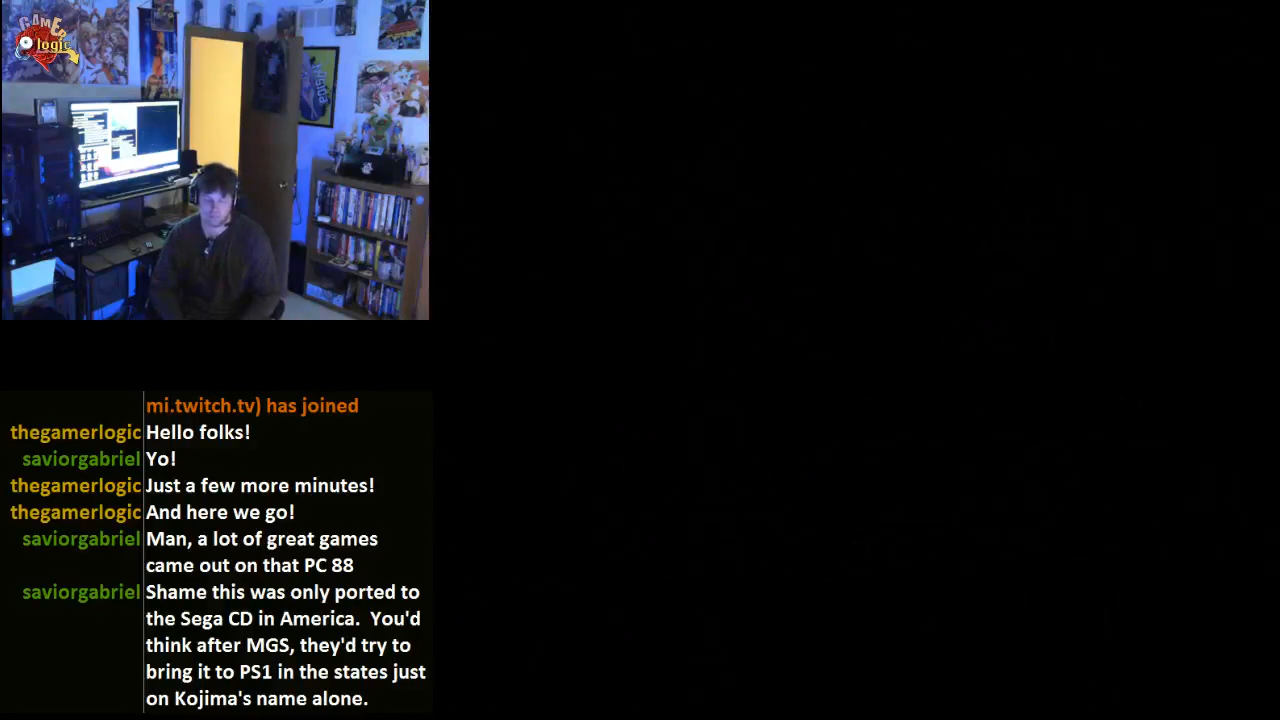 GAMER
logic
mi.twitch.tv) has joined
thegamerlogic Hello folks!
saviorgabriel Yo!
thegamerlogic Just a few more minutes!
thegamerlogic And here we go!
saviorgabriel Man, a lot of great games
came out on that PC 88
saviorgabriel Shame this was only ported to
the Sega CD in America.  You'd
think after MGS, they'd try to
bring it to PS1 in the states just
on Kojima's name alone.